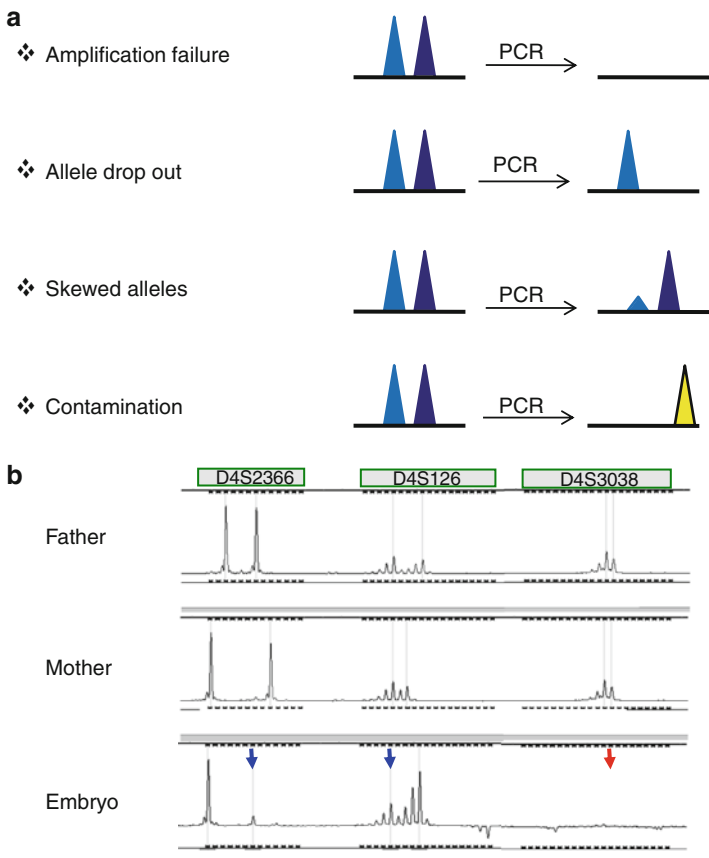 a
❖ Amplification failure
PCR
❖ Allele drop out
PCR
❖ Skewed alleles
PCR
❖ Contamination
PCR
b
D4S2366 D4S126 D4S3038
Father
Mother
Embryo